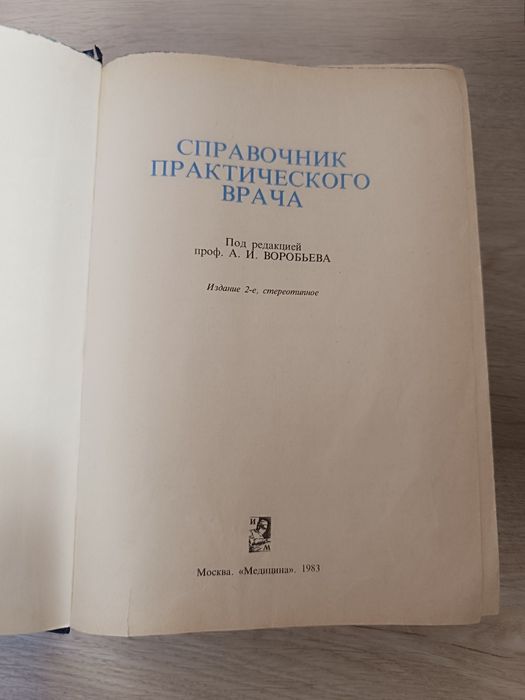 СПРАВОЧНИК
ПРАКТИЧЕСКОГО
ВРАЧА
Под редакцией
проф. А. И. ВОРОБЬЕВА
Издание 2-е, стереотипное
И
М
Москва. «Медицина». 1983